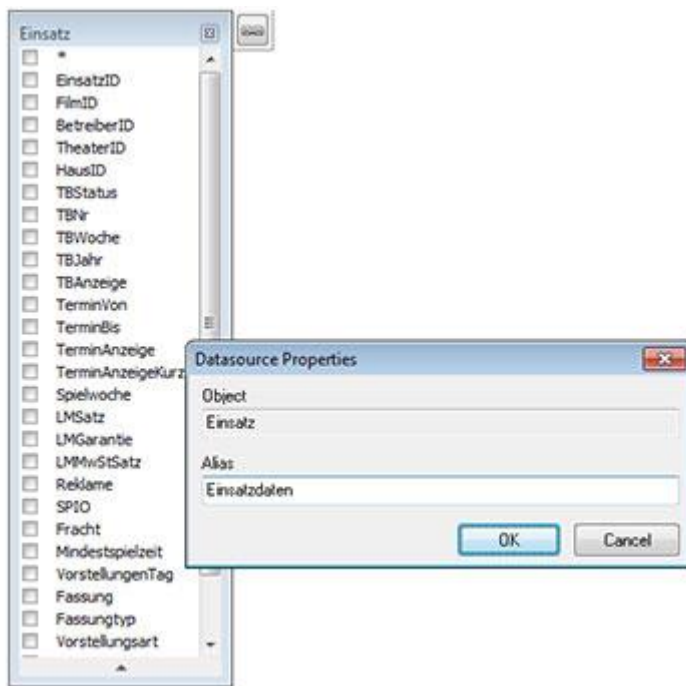 Einsatz
*
EinsatzID
FilmID
BetreiberID
TheaterID
HausID
TBStatus
TBNr
TBWoche
TBJahr
TBAnzeige
TerminVon
TerminBis
TerminAnzeige
TerminAnzeigeKurz
Spielwoche
LMSatz
LMGarantie
LMMwStSatz
Reklame
SPIO
Fracht
Mindestspielzeit
VorstellungenTag
Fassung
Fassungtyp
Vorstellungsart
Datasource Properties
Object
Einsatz
Alias
Einsatzdaten
OK Cancel